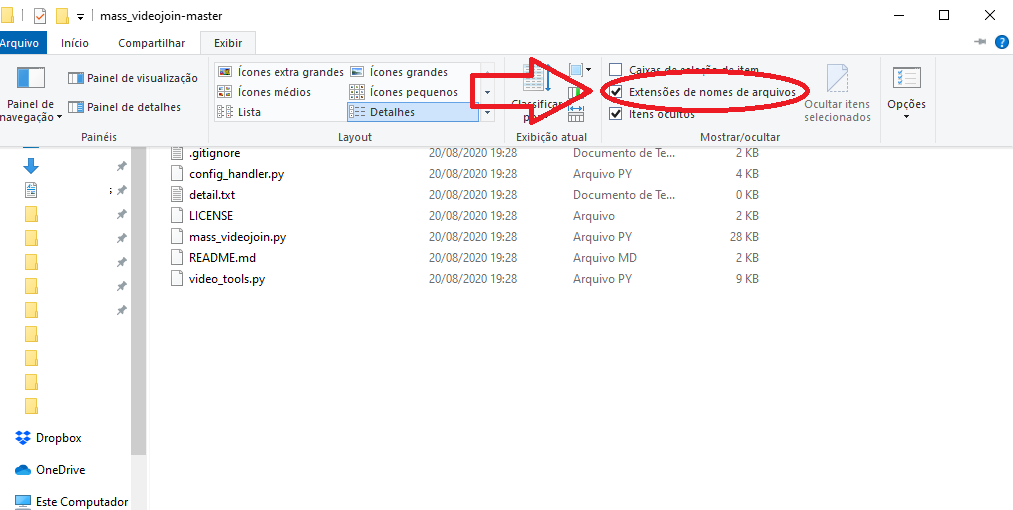 mass_videojoin-master
Arquivo Início Compartilhar Exibir
Painel de navegação
Painel de visualização
Painel de detalhes
Painéis
Ícones extra grandes Ícones grandes
Ícones médios Ícones pequenos
Lista Detalhes
Layout
Classificar
Exibição atual
Caixas de seleção de item
Extensões de nomes de arquivos
Itens ocultos
Ocultar itens selecionados
Mostrar/ocultar
Opções
.gitignore 20/08/2020 19:28 Documento de Te... 2 KB
config_handler.py 20/08/2020 19:28 Arquivo PY 4 KB
detail.txt 20/08/2020 19:28 Documento de Te... 0 KB
LICENSE 20/08/2020 19:28 Arquivo 2 KB
mass_videojoin.py 20/08/2020 19:28 Arquivo PY 28 KB
README.md 20/08/2020 19:28 Arquivo MD 2 KB
video_tools.py 20/08/2020 19:28 Arquivo PY 9 KB
Dropbox
OneDrive
Este Computador